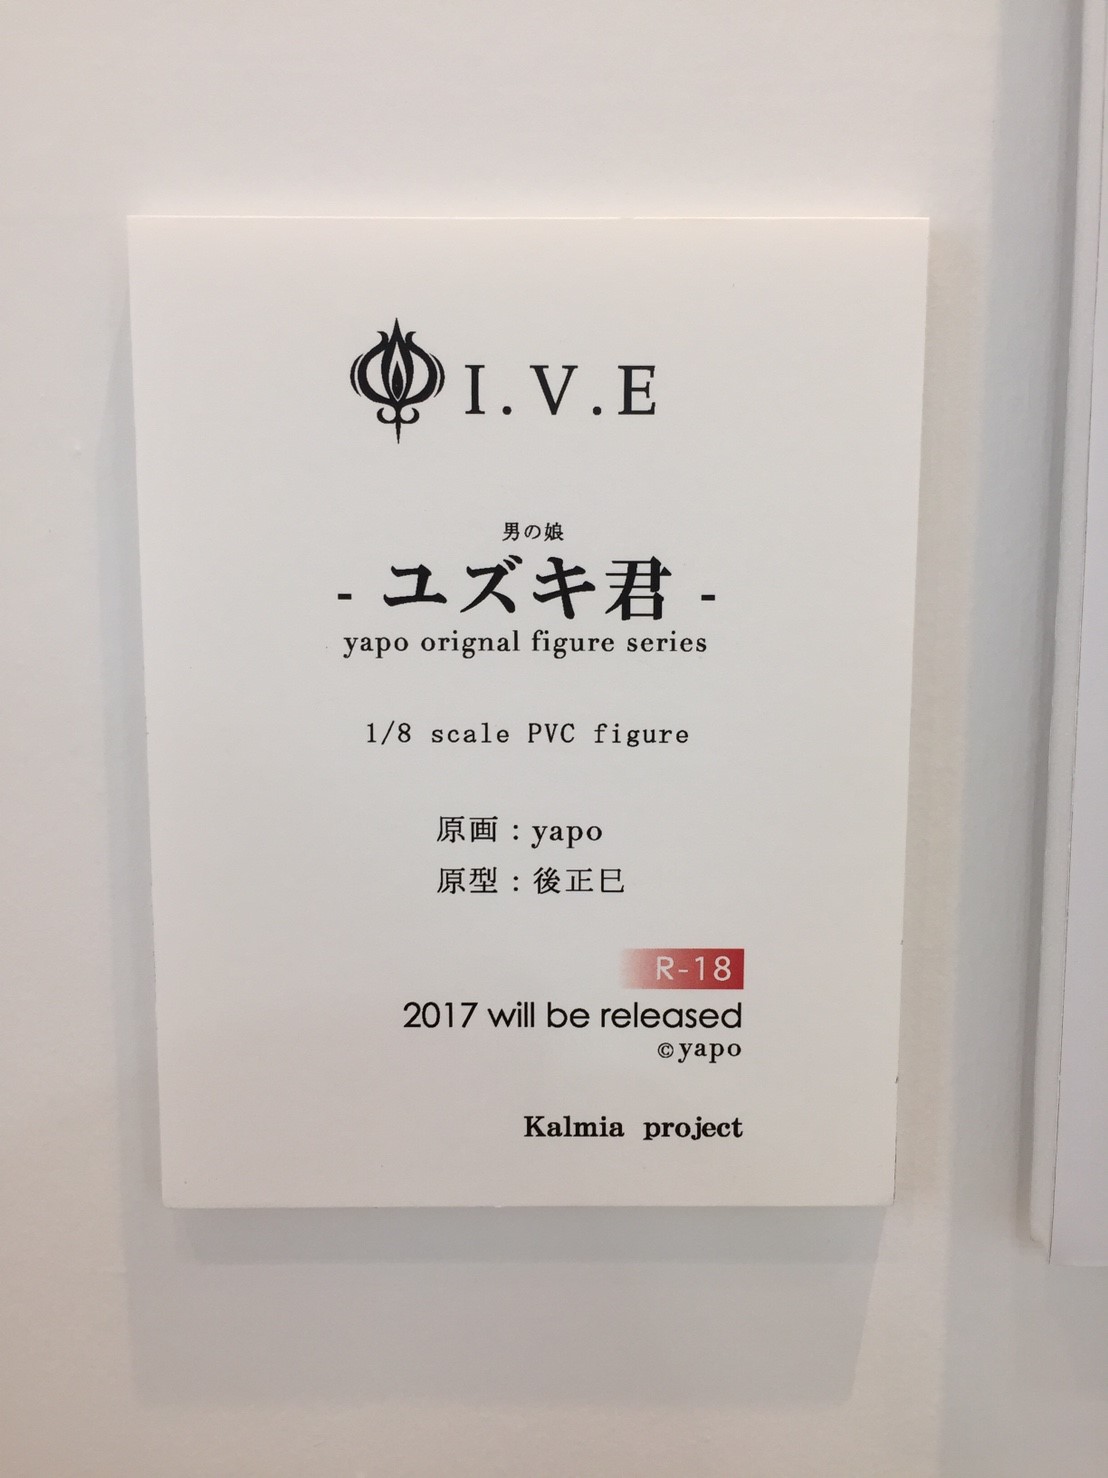 I.V.E
男の娘
- ユズキ君 -
yapo orignal figure series
1/8 scale PVC figure
原画：yapo
原型：後正巳
R-18
2017 will be released
©yapo
Kalmia project